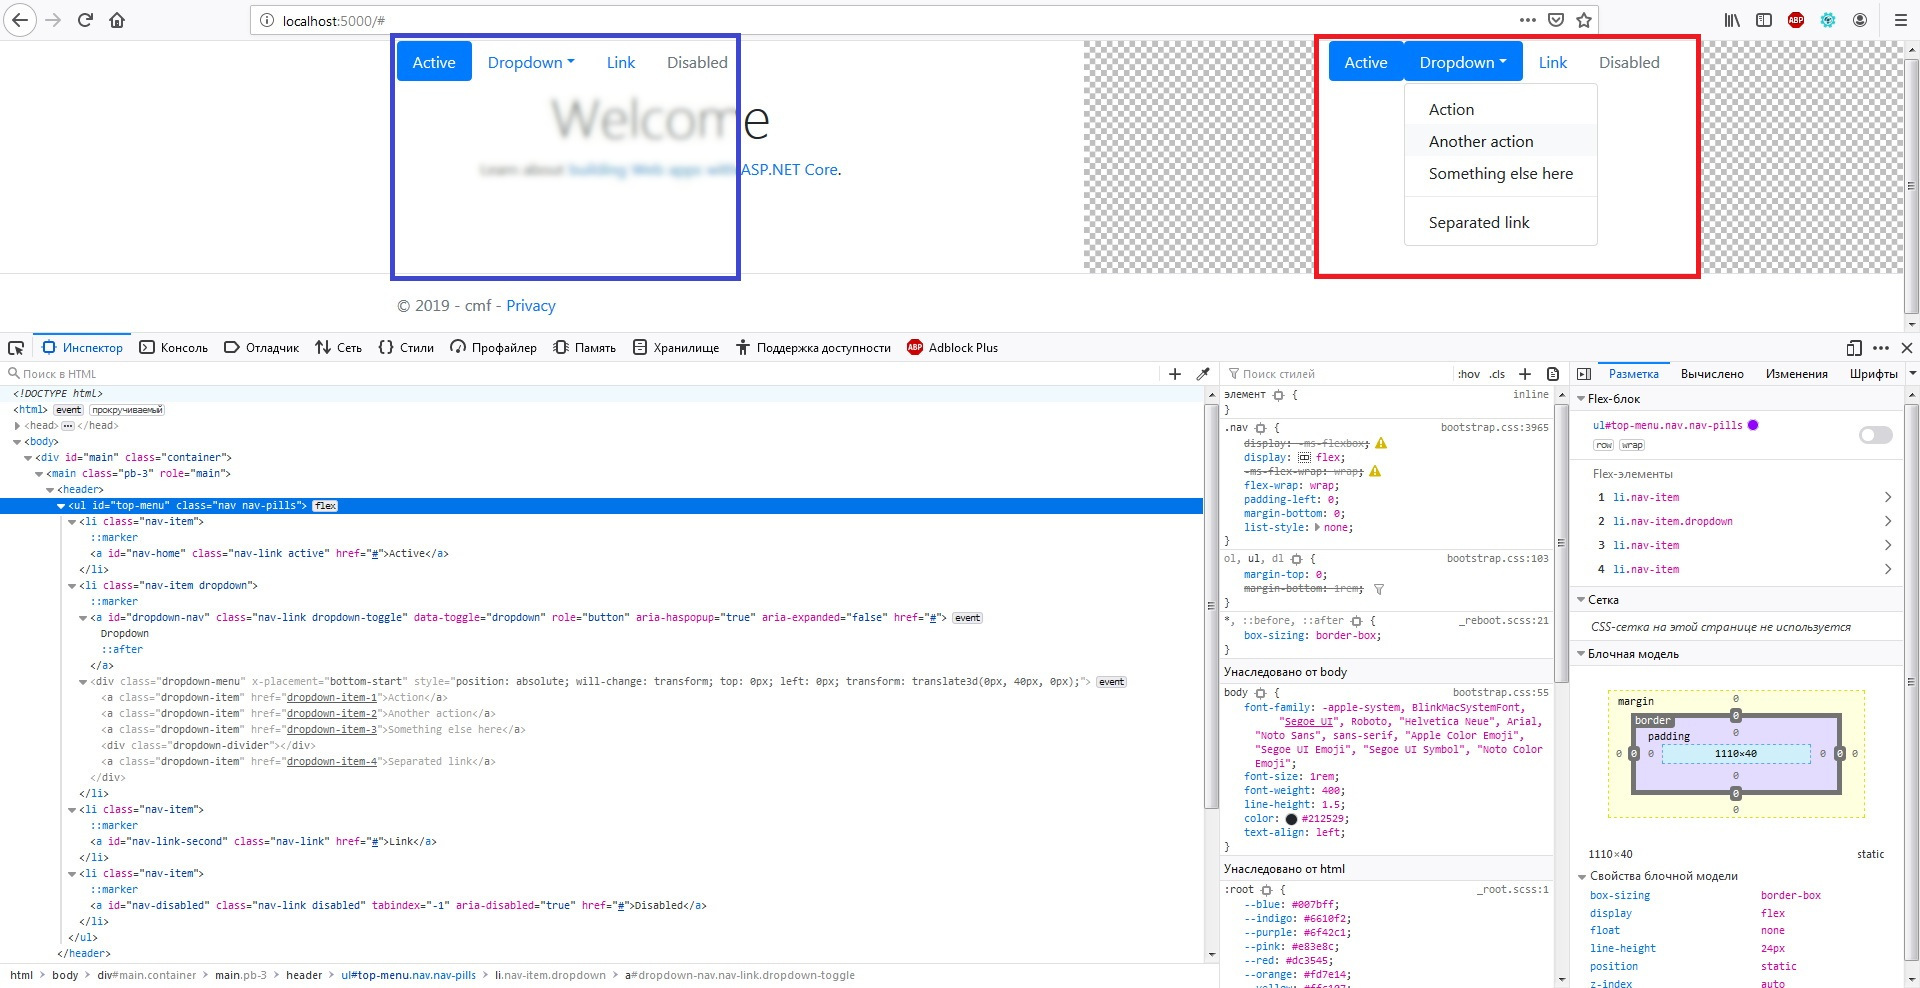 localhost:5000/#
Active Dropdown Link Disabled
Welcome
Learn about building Web apps with ASP.NET Core.
© 2019 - cmf - Privacy
Active Dropdown Link Disabled
Action
Another action
Something else here
Separated link
Инспектор Консоль Отладчик Сеть Стили Профайлер Память Хранилище Поддержка доступности ABP Adblock Plus
Поиск в HTML
<!DOCTYPE html>
<html> event прокручиваемый
<head> ••• </head>
<body>
<div id="main" class="container">
<main class="pb-3" role="main">
<header>
<ul id="top-menu" class="nav nav-pills"> flex
<li class="nav-item">
::marker
<a id="nav-home" class="nav-link active" href="#">Active</a>
</li>
<li class="nav-item dropdown">
::marker
<a id="dropdown-nav" class="nav-link dropdown-toggle" data-toggle="dropdown" role="button" aria-haspopup="true" aria-expanded="false" href="#"> event
Dropdown
::after
</a>
<div class="dropdown-menu" x-placement="bottom-start" style="position: absolute; will-change: transform; top: 0px; left: 0px; transform: translate3d(0px, 40px, 0px);"> event
<a class="dropdown-item" href="dropdown-item-1">Action</a>
<a class="dropdown-item" href="dropdown-item-2">Another action</a>
<a class="dropdown-item" href="dropdown-item-3">Something else here</a>
<div class="dropdown-divider"></div>
<a class="dropdown-item" href="dropdown-item-4">Separated link</a>
</div>
</li>
<li class="nav-item">
::marker
<a id="nav-link-second" class="nav-link" href="#">Link</a>
</li>
<li class="nav-item">
::marker
<a id="nav-disabled" class="nav-link disabled" tabindex="-1" aria-disabled="true" href="#">Disabled</a>
</li>
</ul>
</header>
html > body > div#main.container > main.pb-3 > header > ul#top-menu.nav.nav-pills > li.nav-item.dropdown > a#dropdown-nav.nav-link.dropdown-toggle
Поиск стилей :hov .cls
элемент { inline
}
.nav { bootstrap.css:3965
display: -ms-flexbox;
display: flex;
-ms-flex-wrap: wrap;
flex-wrap: wrap;
padding-left: 0;
margin-bottom: 0;
list-style: none;
}
ol, ul, dl { bootstrap.css:103
margin-top: 0;
margin-bottom: 1rem;
}
*, ::before, ::after { _reboot.scss:21
box-sizing: border-box;
}
Унаследовано от body
body { bootstrap.css:55
font-family: -apple-system, BlinkMacSystemFont,
"Segoe UI", Roboto, "Helvetica Neue", Arial,
"Noto Sans", sans-serif, "Apple Color Emoji",
"Segoe UI Emoji", "Segoe UI Symbol", "Noto Color
Emoji";
font-size: 1rem;
font-weight: 400;
line-height: 1.5;
color: #212529;
text-align: left;
}
Унаследовано от html
:root { _root.scss:1
--blue: #007bff;
--indigo: #6610f2;
--purple: #6f42c1;
--pink: #e83e8c;
--red: #dc3545;
--orange: #fd7e14;
Разметка Вычислено Изменения Шрифты
Flex-блок
ul#top-menu.nav.nav-pills
row wrap
Flex-элементы
1 li.nav-item
2 li.nav-item.dropdown
3 li.nav-item
4 li.nav-item
Сетка
CSS-сетка на этой странице не используется
Блочная модель
margin 0
border 0
padding 0
0 0 0 1110×40 0 0 0
0
0
0
1110×40 static
Свойства блочной модели
box-sizing border-box
display flex
float none
line-height 24px
position static
z-index auto